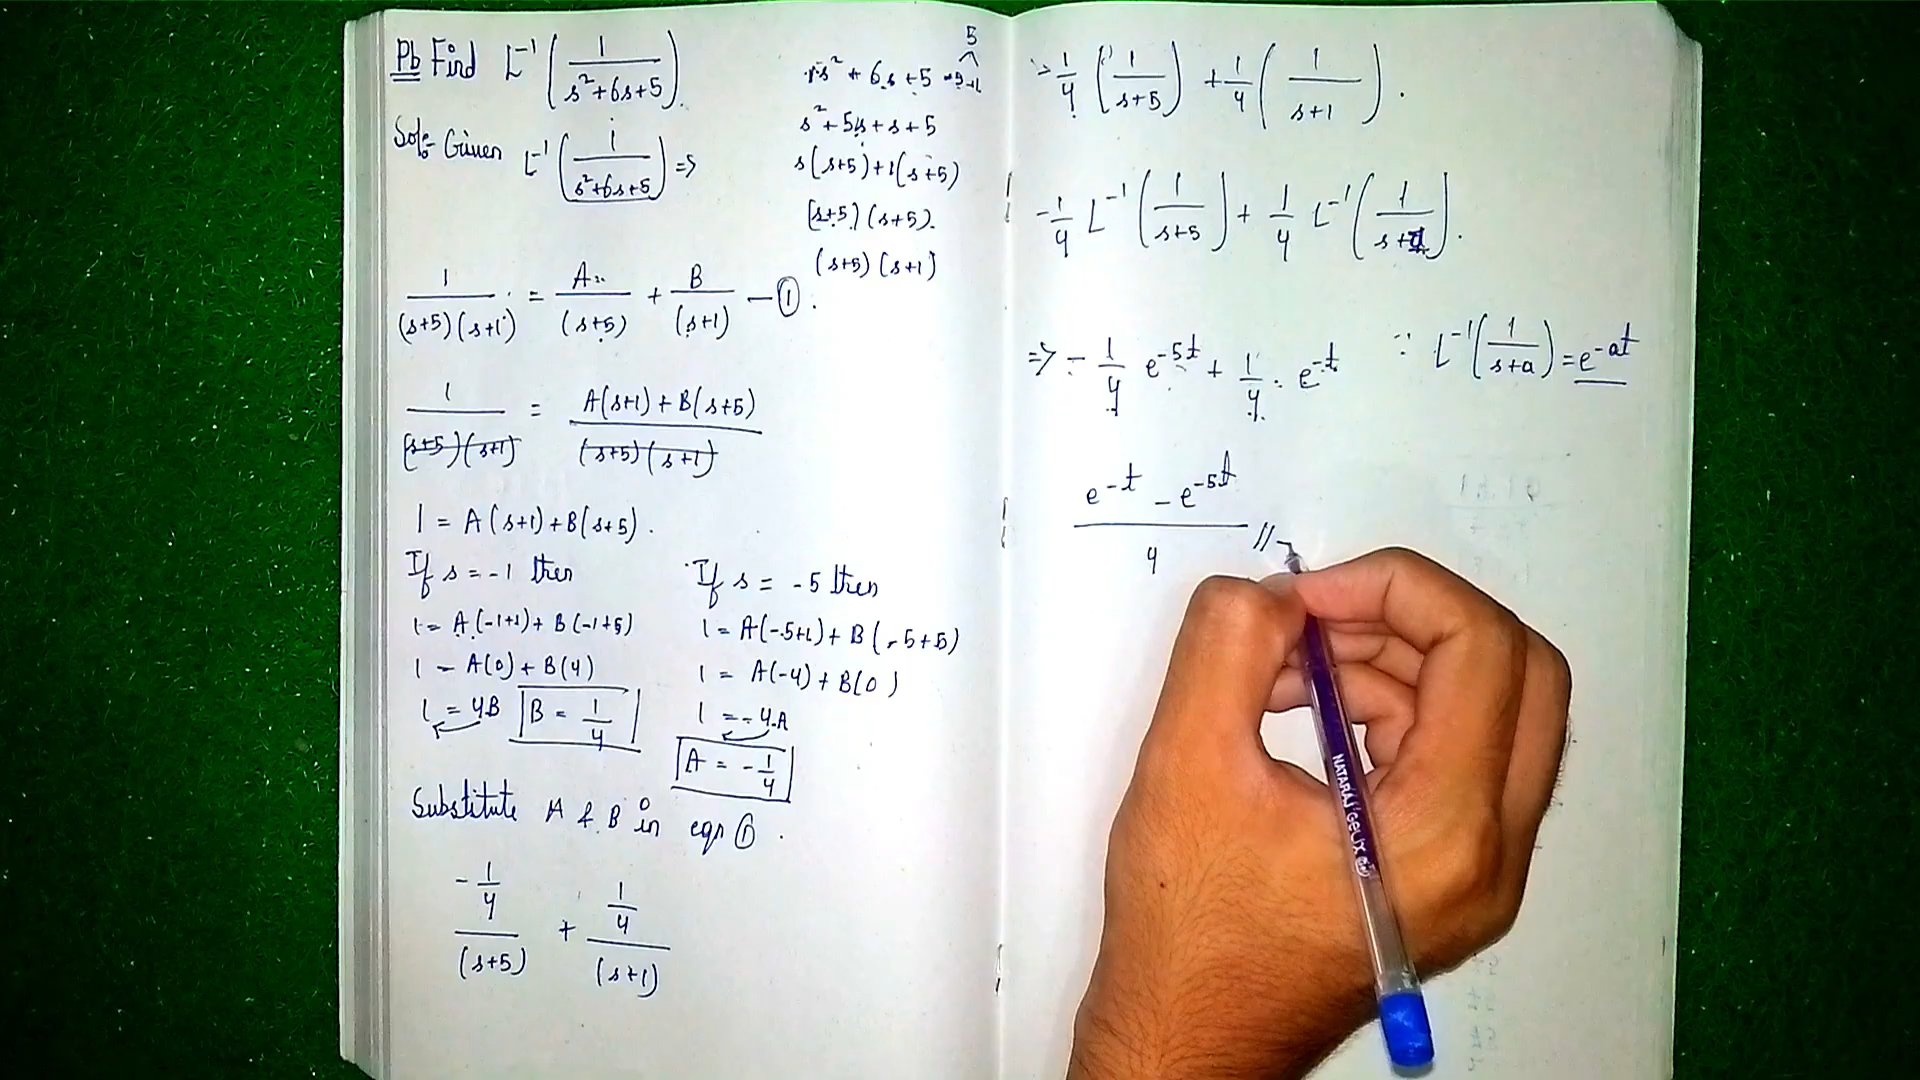 Pb Find L⁻¹(1/(s²+6s+5)).
Sol:- Given L⁻¹(1/(s²+6s+5)) =>
5
s² + 6s + 5
s² + 5s + s + 5
s(s+5)+1(s+5)
(s+5)(s+5).
(s+5)(s+1)
1/((s+5)(s+1)) = A/(s+5) + B/(s+1) — ①.
1/((s+5)(s+1)) = (A(s+1)+B(s+5))/((s+5)(s+1))
1 = A(s+1)+B(s+5).
If s = -1 then
1 = A(-1+1)+B(-1+5)
1 = A(0)+B(4)
1 = 4B
B = 1/4
If s = -5 then
1 = A(-5+1)+B(-5+5)
1 = A(-4)+B(0)
1 = -4A
A = -1/4
Substitute A & B in eqn ①.
(-1/4)/(s+5) + (1/4)/(s+1)
-1/4 (1/(s+5)) + 1/4 (1/(s+1)).
-1/4 L⁻¹(1/(s+5)) + 1/4 L⁻¹(1/(s+1)).
=> -1/4 e^-5t + 1/4 . e^-t ∵ L⁻¹(1/(s+a)) = e^-at
(e^-t - e^-5t)/4 //
NATARAJ GELIX